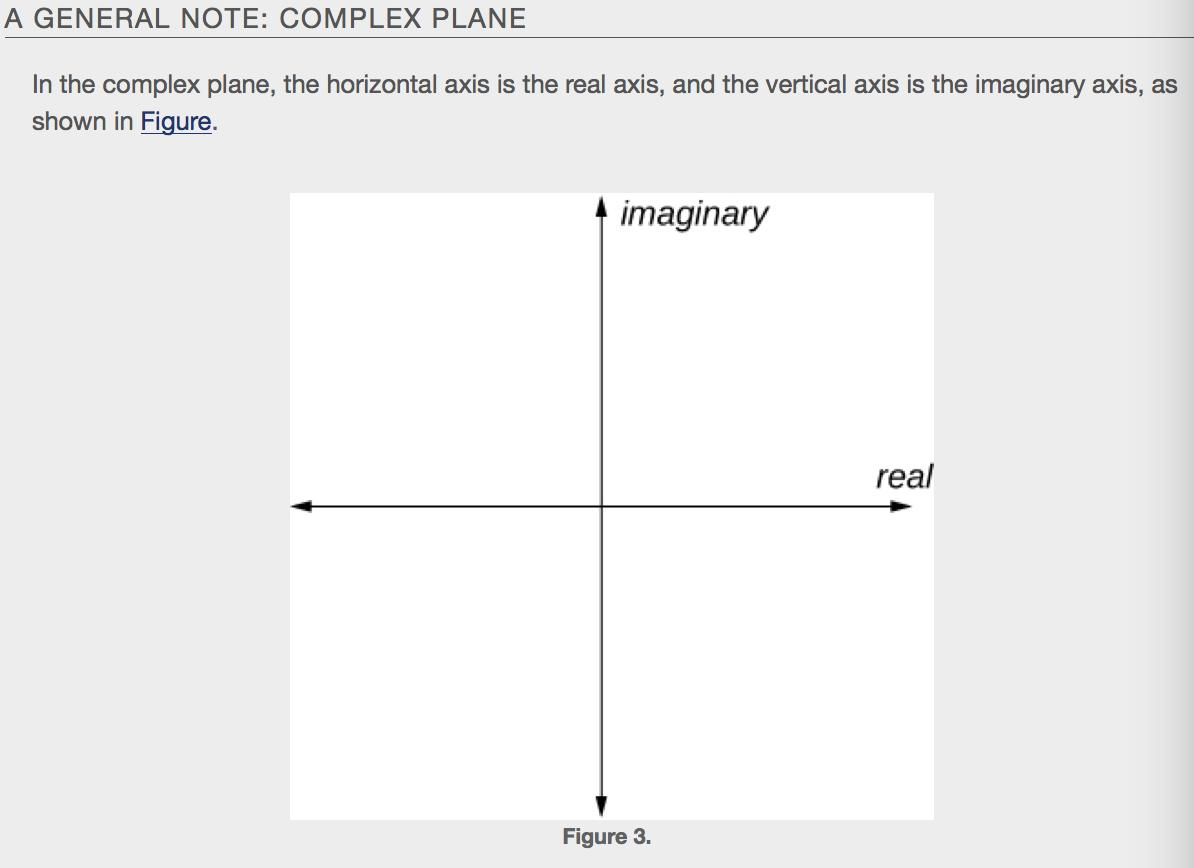 A GENERAL NOTE: COMPLEX PLANE
In the complex plane, the horizontal axis is the real axis, and the vertical axis is the imaginary axis, as
shown in Figure.
imaginary
real
Figure 3.